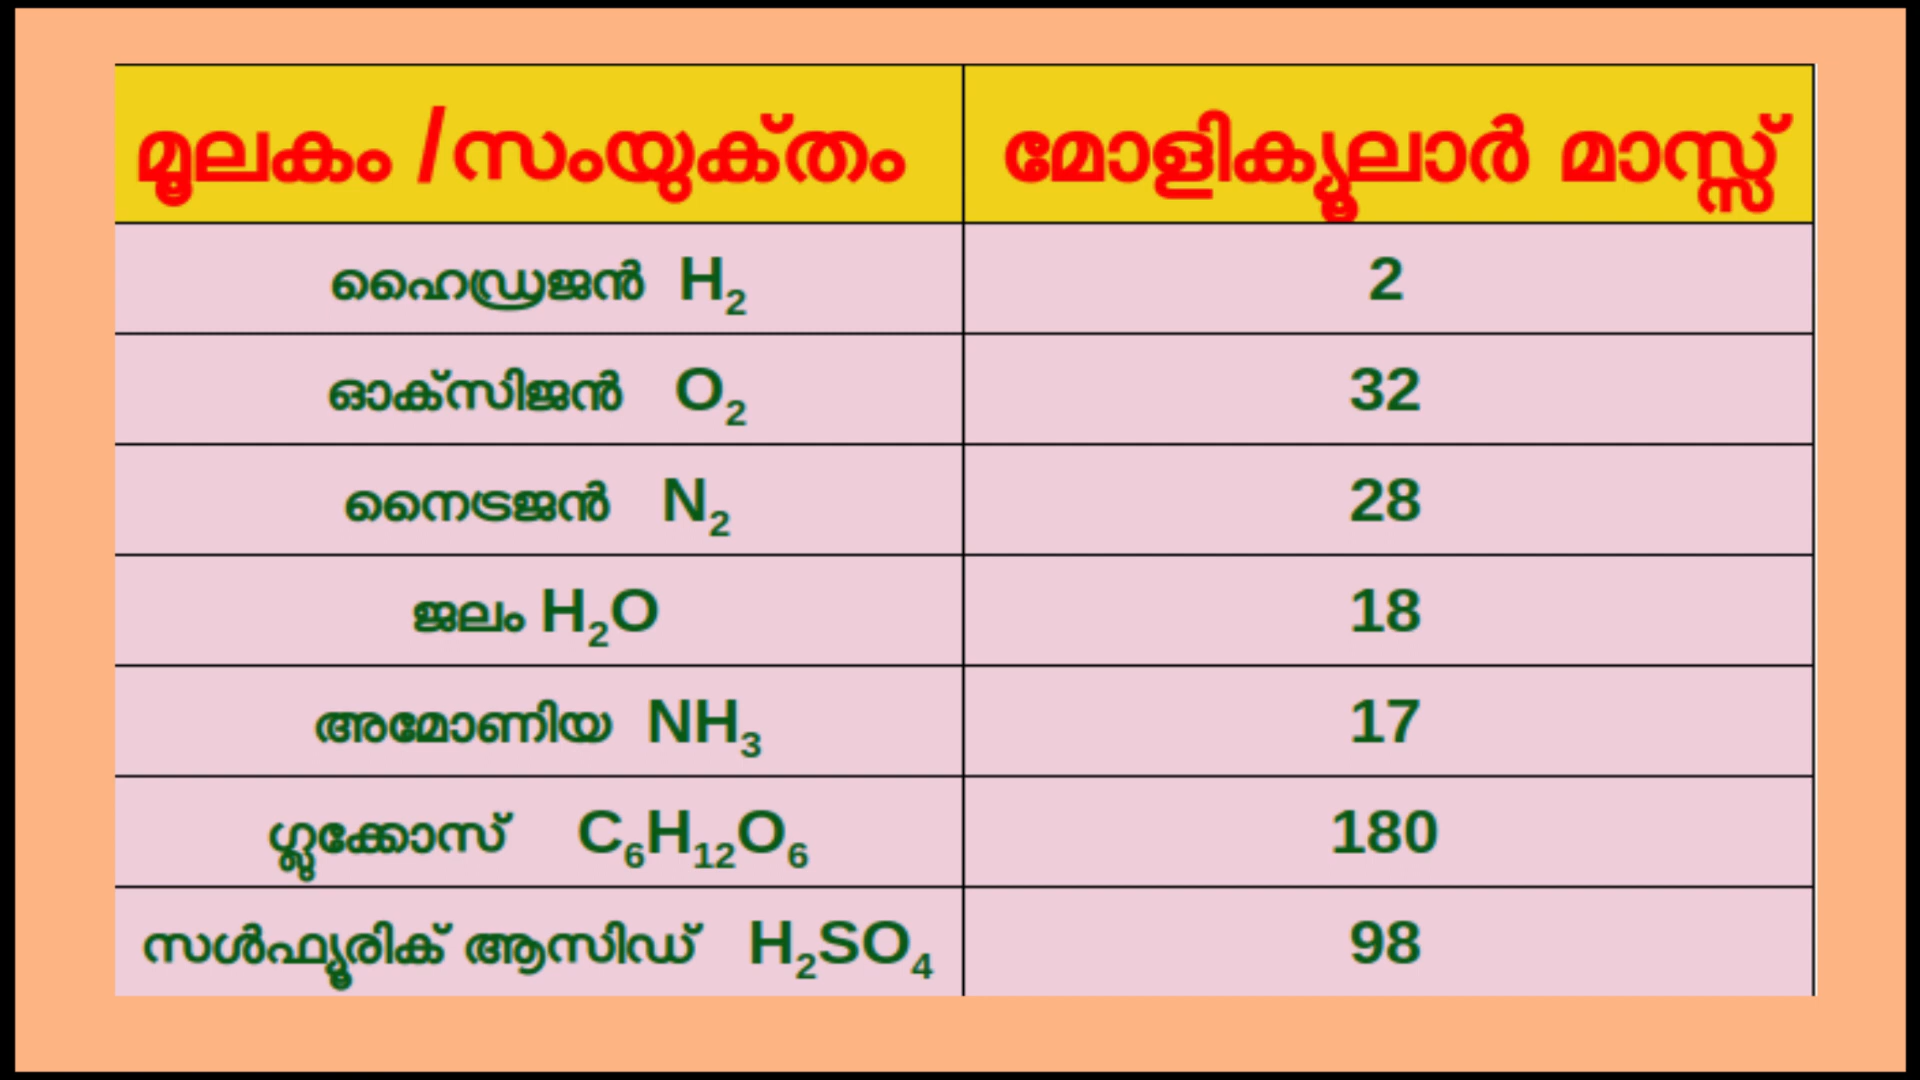 മൂലകം /സംയുക്തം മോളിക്യൂലാർ മാസ്സ്
ഹൈഡ്രജൻ H₂ 2
ഓക്സിജൻ O₂ 32
നൈട്രജൻ N₂ 28
ജലം H₂O 18
അമോണിയ NH₃ 17
ഗ്ലൂക്കോസ് C₆H₁₂O₆ 180
സൾഫ്യൂരിക് ആസിഡ് H₂SO₄ 98